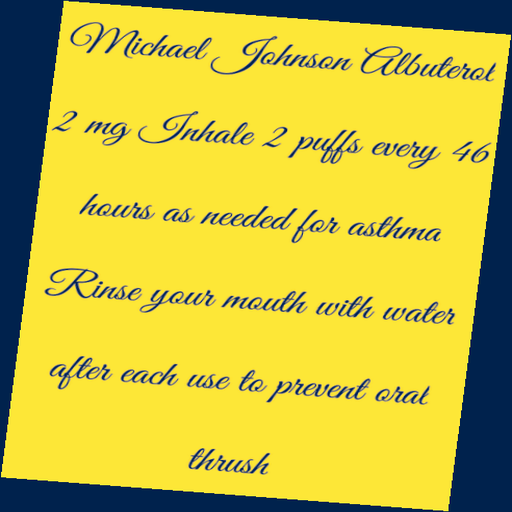 Michael Johnson Albuterol
2 mg Inhale 2 puffs every 46
hours as needed for asthma
Rinse your mouth with water
after each use to prevent oral
thrush